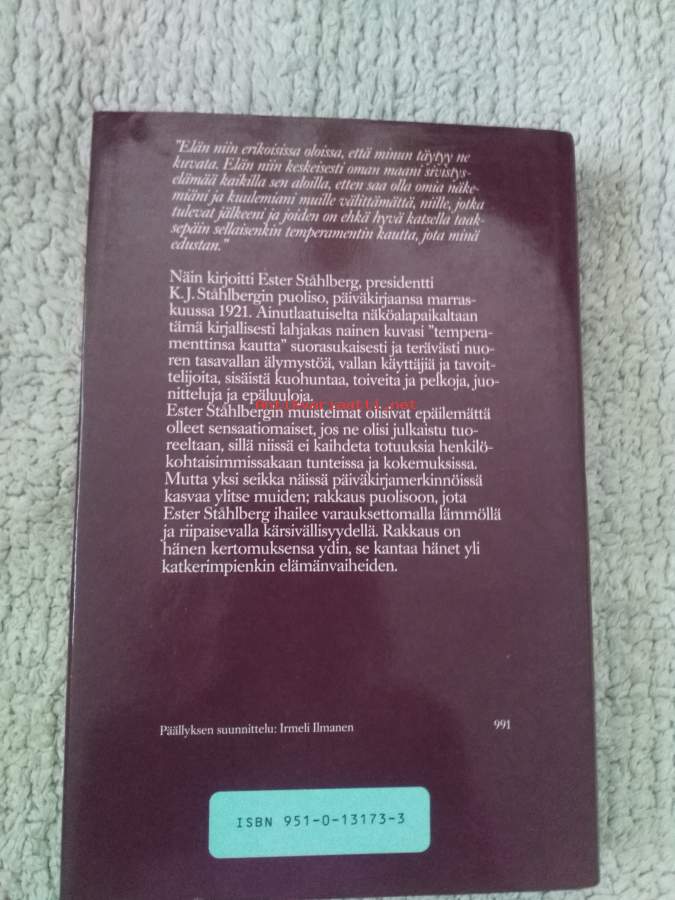 "Elän niin erikoisissa oloissa, että minun täytyy ne
kuvata. Elän niin keskeisesti oman maani sivistys-
elämää kaikilla sen aloilla, etten saa olla omia näke-
miäni ja kuulemiani muille välittämättä, niille, jotka
tulevat jälkeeni ja joiden on ehkä hyvä katsella taak-
sepäin sellaisenkin temperamentin kautta, jota minä
edustan."
Näin kirjoitti Ester Ståhlberg, presidentti
K.J. Ståhlbergin puoliso, päiväkirjaansa marras-
kuussa 1921. Ainutlaatuiselta näköalapaikaltaan
tämä kirjallisesti lahjakas nainen kuvasi "tempera-
menttinsa kautta" suorasukaisesti ja terävästi nuo-
ren tasavallan älymystöä, vallan käyttäjiä ja tavoit-
telijoita, sisäistä kuohuntaa, toiveita ja pelkoja, juo-
nitteluja ja epäluuloja.
Antikvariaatti.net
Ester Ståhlbergin muistelmat olisivat epäilemättä
olleet sensaatiomaiset, jos ne olisi julkaistu tuo-
reeltaan, sillä niissä ei kaihdeta totuuksia henkilö-
kohtaisimmissakaan tunteissa ja kokemuksissa.
Mutta yksi seikka näissä päiväkirjamerkinnöissä
kasvaa ylitse muiden; rakkaus puolisoon, jota
Ester Ståhlberg ihailee varauksettomalla lämmöllä
ja riipaisevalla kärsivällisyydellä. Rakkaus on
hänen kertomuksensa ydin, se kantaa hänet yli
katkerimpienkin elämänvaiheiden.
Päällyksen suunnittelu: Irmeli Ilmanen 991
ISBN 951-0-13173-3